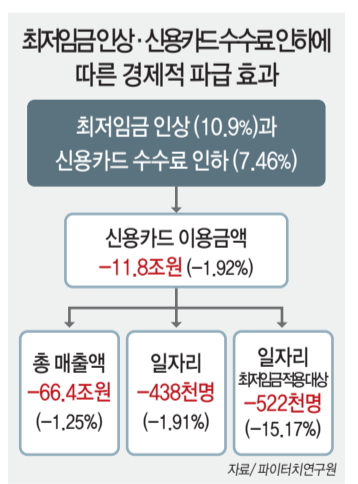 최저임금 인상·신용카드 수수료 인하에
따른 경제적 파급 효과
최저임금 인상 (10.9%)과
신용카드 수수료 인하 (7.46%)
신용카드 이용금액
-11.8조원 (-1.92%)
총 매출액
-66.4조원
(-1.25%)
일자리
-438천명
(-1.91%)
일자리
최저임금 적용 대상
-522천명
(-15.17%)
자료/ 파이터치연구원